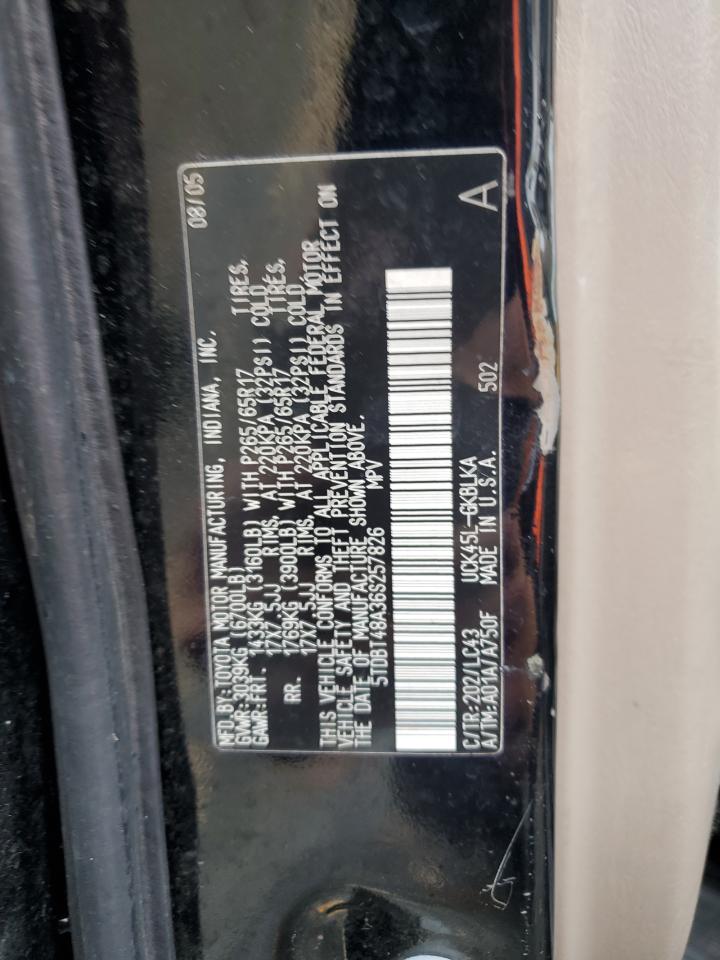 MFD.BY:TOYOTA MOTOR MANUFACTURING, INDIANA, INC. 08/05
GVWR:3039KG (6700LB)
GAWR:FRT. 1433KG (3160LB) WITH P265/65R17 TIRES,
17X7.5JJ RIMS, AT 220KPA (32PSI) COLD
RR. 1769KG (3900LB) WITH P265/65R17 TIRES,
17X7.5JJ RIMS, AT 220KPA (32PSI) COLD
THIS VEHICLE CONFORMS TO ALL APPLICABLE FEDERAL MOTOR
VEHICLE SAFETY AND THEFT PREVENTION STANDARDS IN EFFECT ON
THE DATE OF MANUFACTURE SHOWN ABOVE.
5TDBT48A36S257826 MPV
C/TR:202/LC43 UCK45L-GKBLKA
A/TM:A01A/A750F MADE IN U.S.A. 502 A